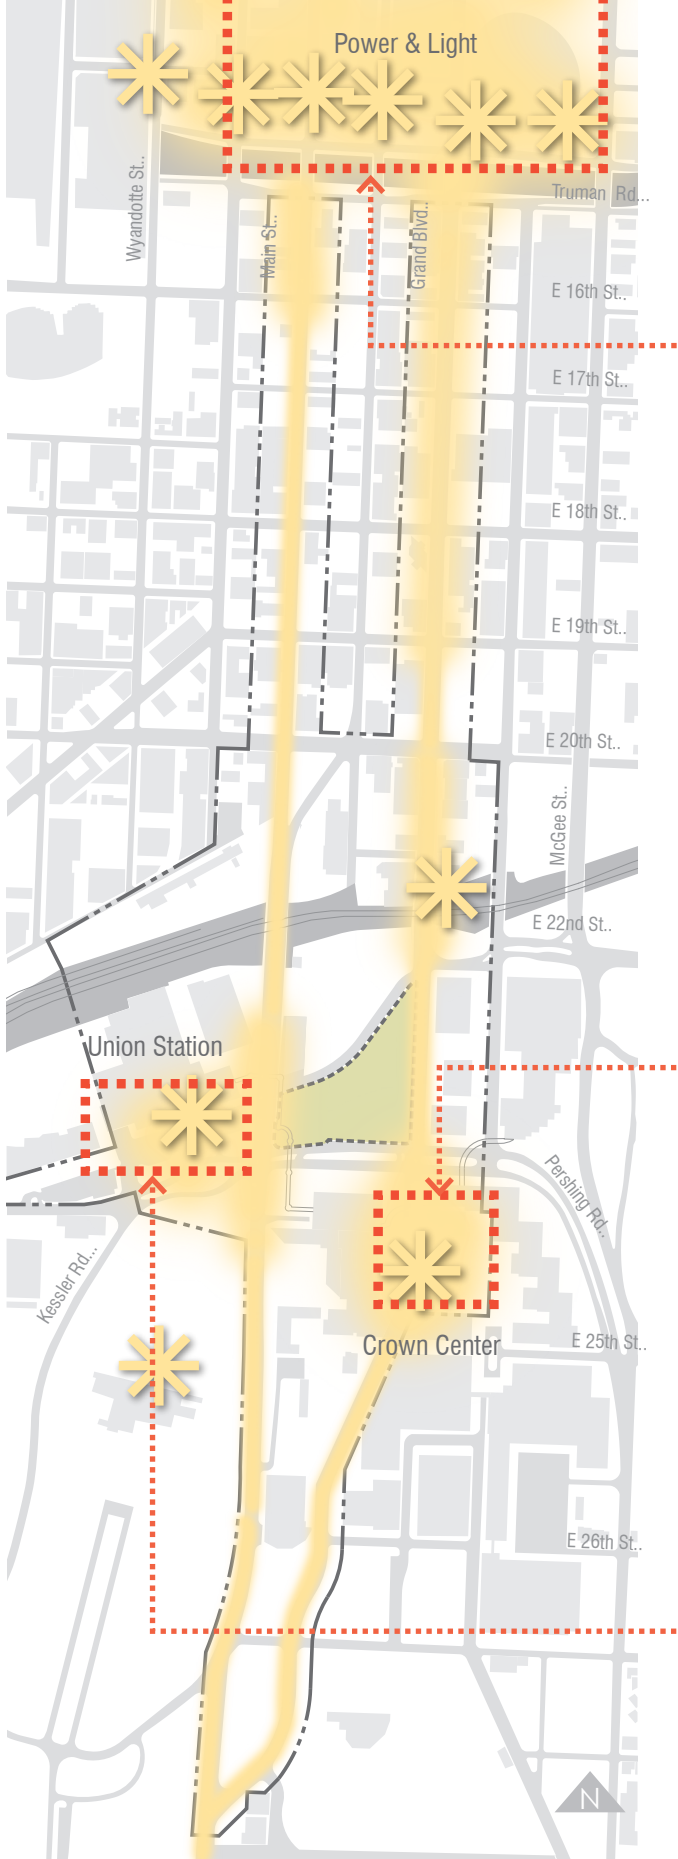 Power & Light
Wyandotte St..
Truman Rd...
Main St..
Grand Blvd..
E 16th St..
E 17th St..
E 18th St..
E 19th St..
E 20th St..
McGee St..
E 22nd St..
Union Station
Pershing Rd..
Kessler Rd...
Crown Center
E 25th St..
E 26th St..
N